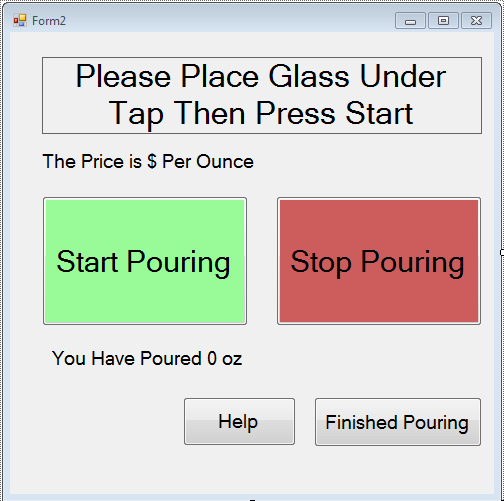 Form2
Please Place Glass Under
Tap Then Press Start
The Price is $ Per Ounce
Start Pouring
Stop Pouring
You Have Poured 0 oz
Help
Finished Pouring